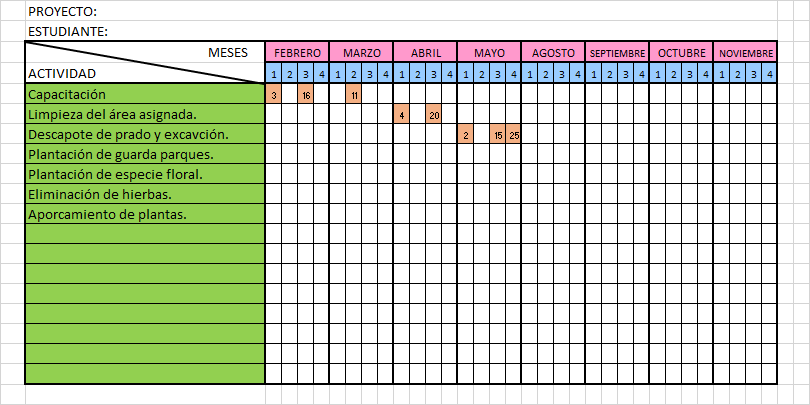 PROYECTO:
ESTUDIANTE:
MESES FEBRERO MARZO ABRIL MAYO AGOSTO SEPTIEMBRE OCTUBRE NOVIEMBRE
ACTIVIDAD 1 2 3 4 1 2 3 4 1 2 3 4 1 2 3 4 1 2 3 4 1 2 3 4 1 2 3 4 1 2 3 4
Capacitación 3 16 11
Limpieza del área asignada. 4 20
Descapote de prado y excavción. 2 15 25
Plantación de guarda parques.
Plantación de especie floral.
Eliminación de hierbas.
Aporcamiento de plantas.